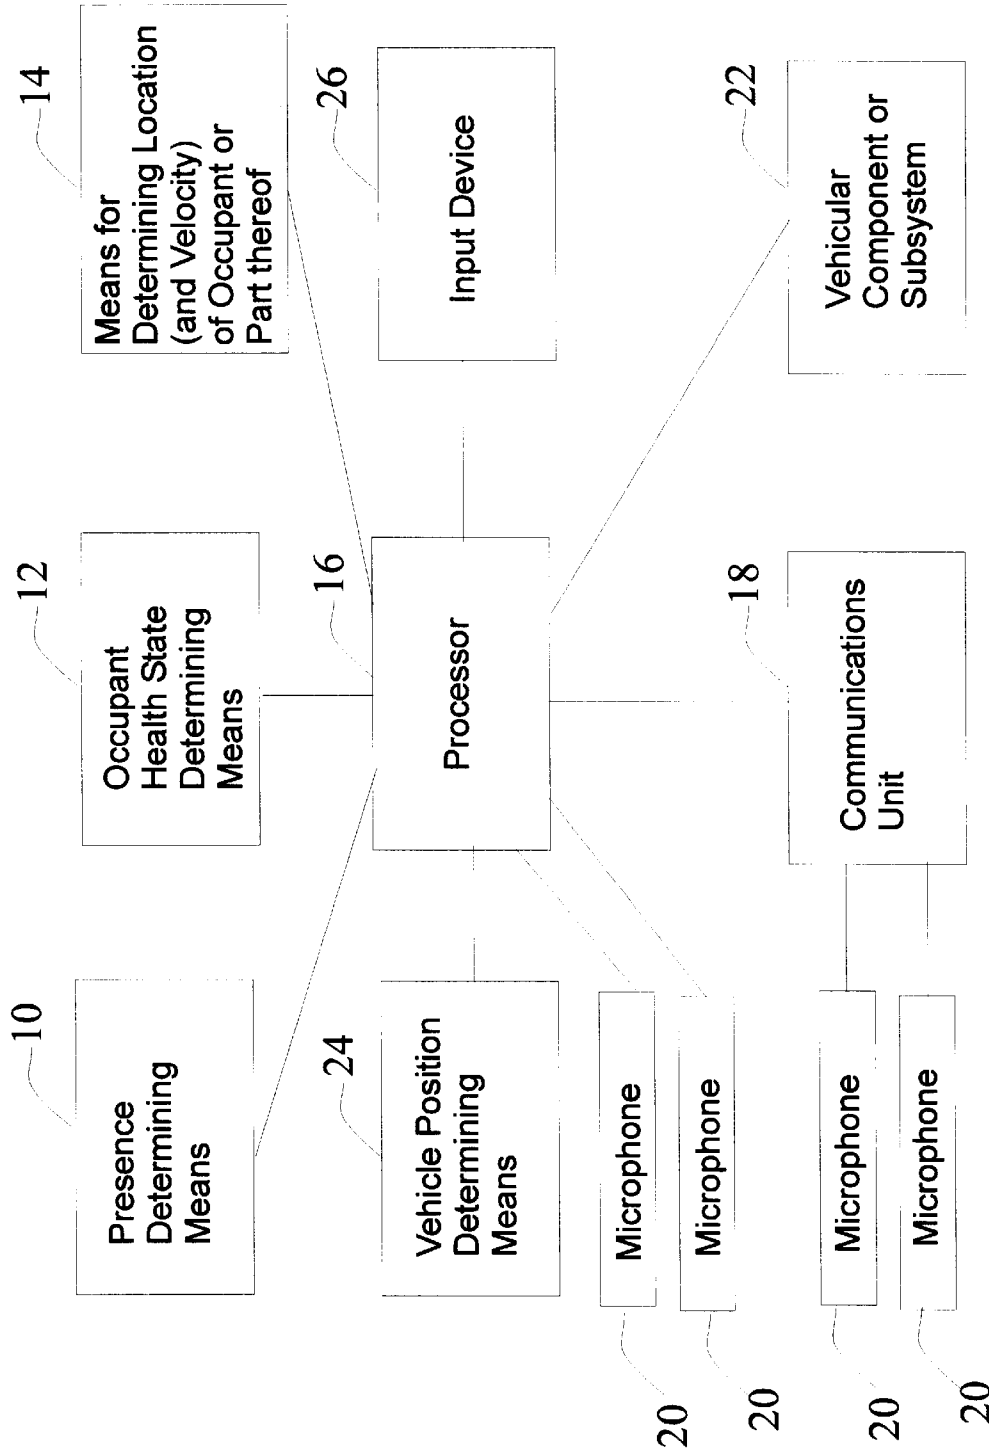 10
Presence
Determining
Means
12
Occupant
Health State
Determining
Means
14
Means for
Determining Location
(and Velocity)
of Occupant or
Part thereof
24
Vehicle Position
Determining
Means
16
Processor
26
Input Device
20
Microphone
20
Microphone
20
Microphone
20
Microphone
18
Communications
Unit
22
Vehicular
Component or
Subsystem